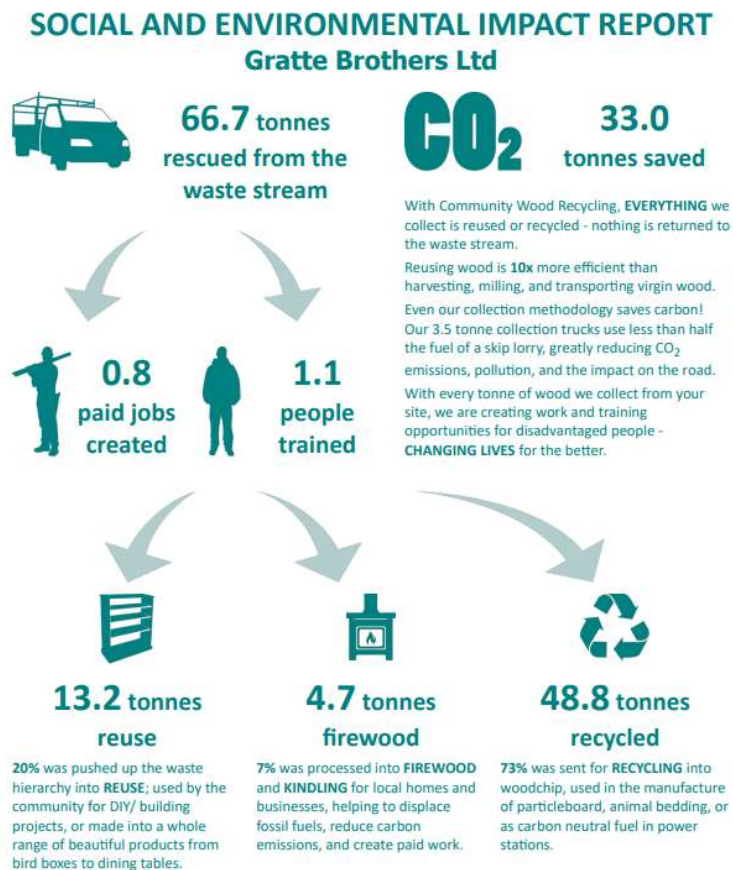 SOCIAL AND ENVIRONMENTAL IMPACT REPORT
Gratte Brothers Ltd
66.7 tonnes
rescued from the
waste stream
CO2
33.0
tonnes saved
With Community Wood Recycling, EVERYTHING we
collect is reused or recycled - nothing is returned to
the waste stream.
Reusing wood is 10x more efficient than
harvesting, milling, and transporting virgin wood.
Even our collection methodology saves carbon!
Our 3.5 tonne collection trucks use less than half
the fuel of a skip lorry, greatly reducing CO2
emissions, pollution, and the impact on the road.
With every tonne of wood we collect from your
site, we are creating work and training
opportunities for disadvantaged people -
CHANGING LIVES for the better.
0.8
paid jobs
created
1.1
people
trained
13.2 tonnes
reuse
20% was pushed up the waste
hierarchy into REUSE; used by the
community for DIY/ building
projects, or made into a whole
range of beautiful products from
bird boxes to dining tables.
4.7 tonnes
firewood
7% was processed into FIREWOOD
and KINDLING for local homes and
businesses, helping to displace
fossil fuels, reduce carbon
emissions, and create paid work.
48.8 tonnes
recycled
73% was sent for RECYCLING into
woodchip, used in the manufacture
of particleboard, animal bedding, or
as carbon neutral fuel in power
stations.